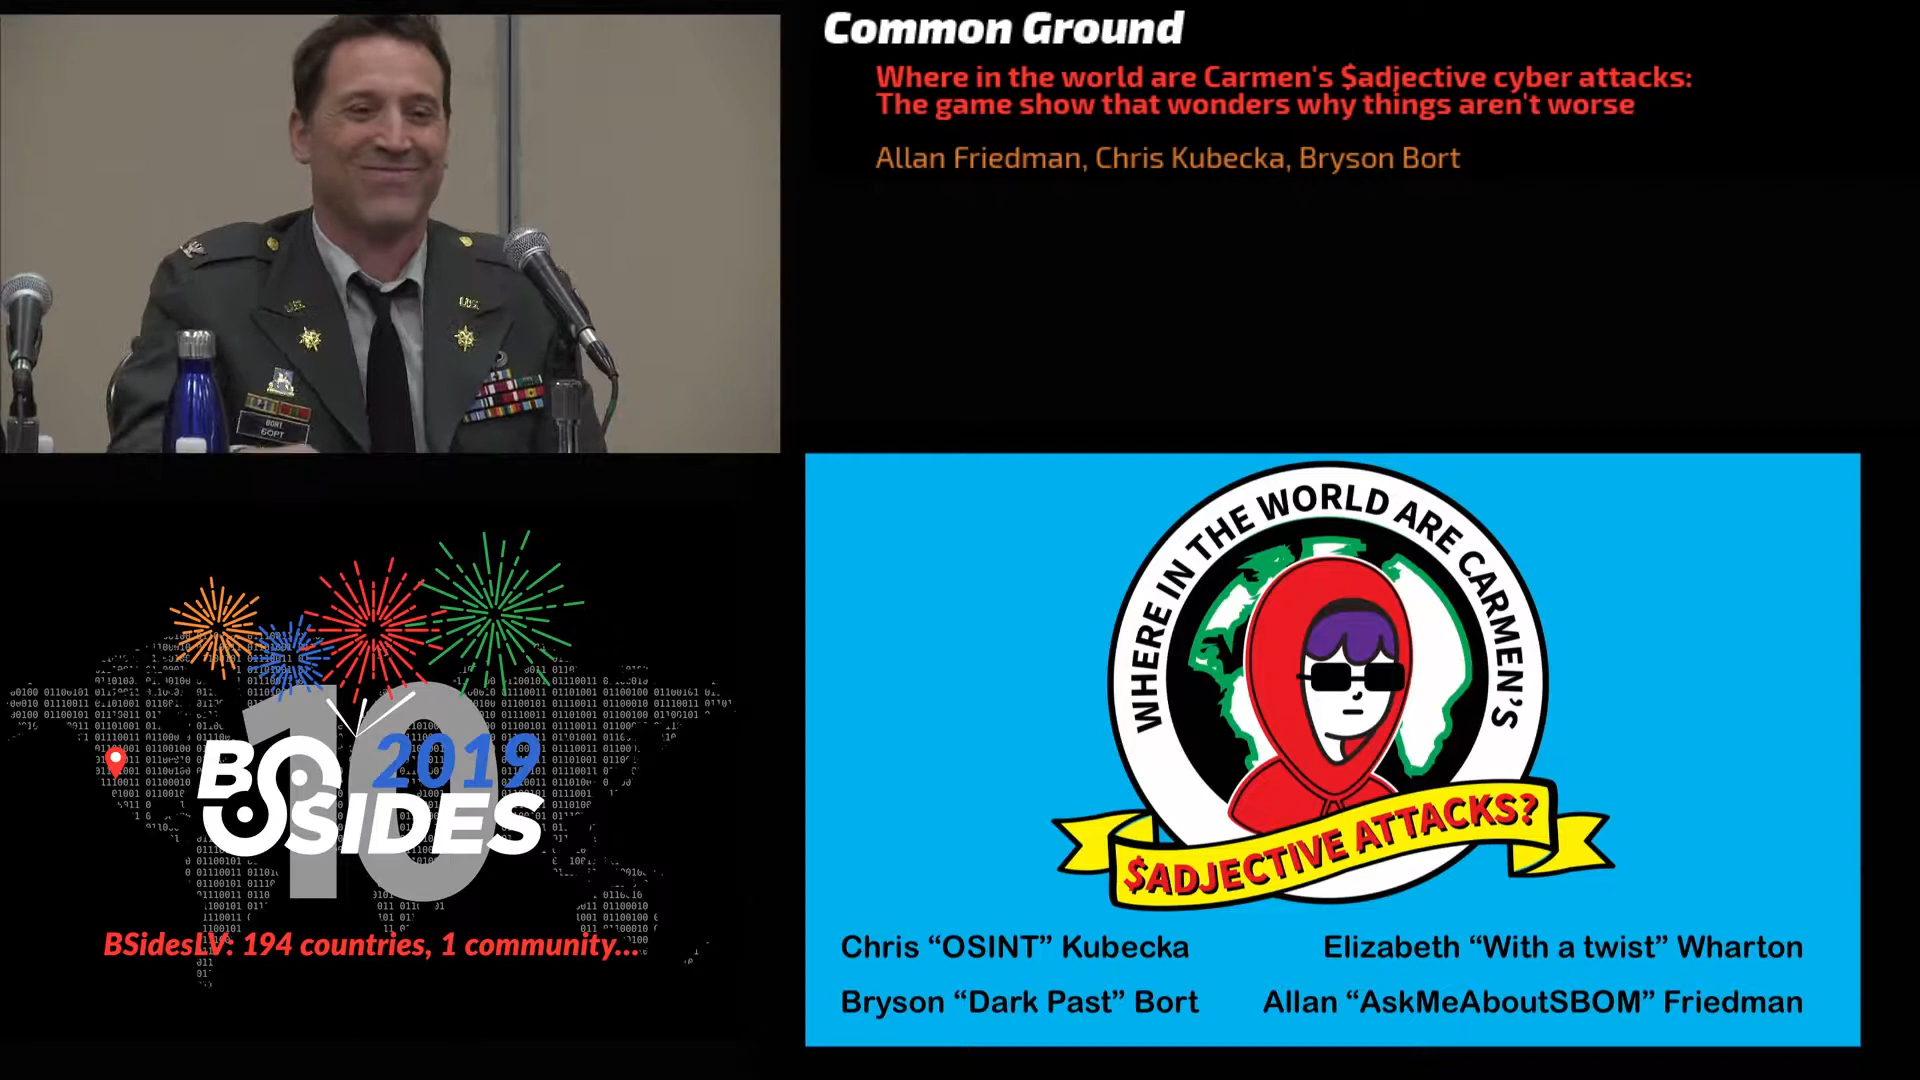 Common Ground
Where in the world are Carmen's $adjective cyber attacks:
The game show that wonders why things aren't worse
Allan Friedman, Chris Kubecka, Bryson Bort
U.S.
U.S.
BORT
БОРТ
10
2019
BSIDES
BSidesLV: 194 countries, 1 community...
WHERE IN THE WORLD ARE CARMEN'S
$ADJECTIVE ATTACKS?
Chris “OSINT” Kubecka
Elizabeth “With a twist” Wharton
Bryson “Dark Past” Bort
Allan “AskMeAboutSBOM” Friedman